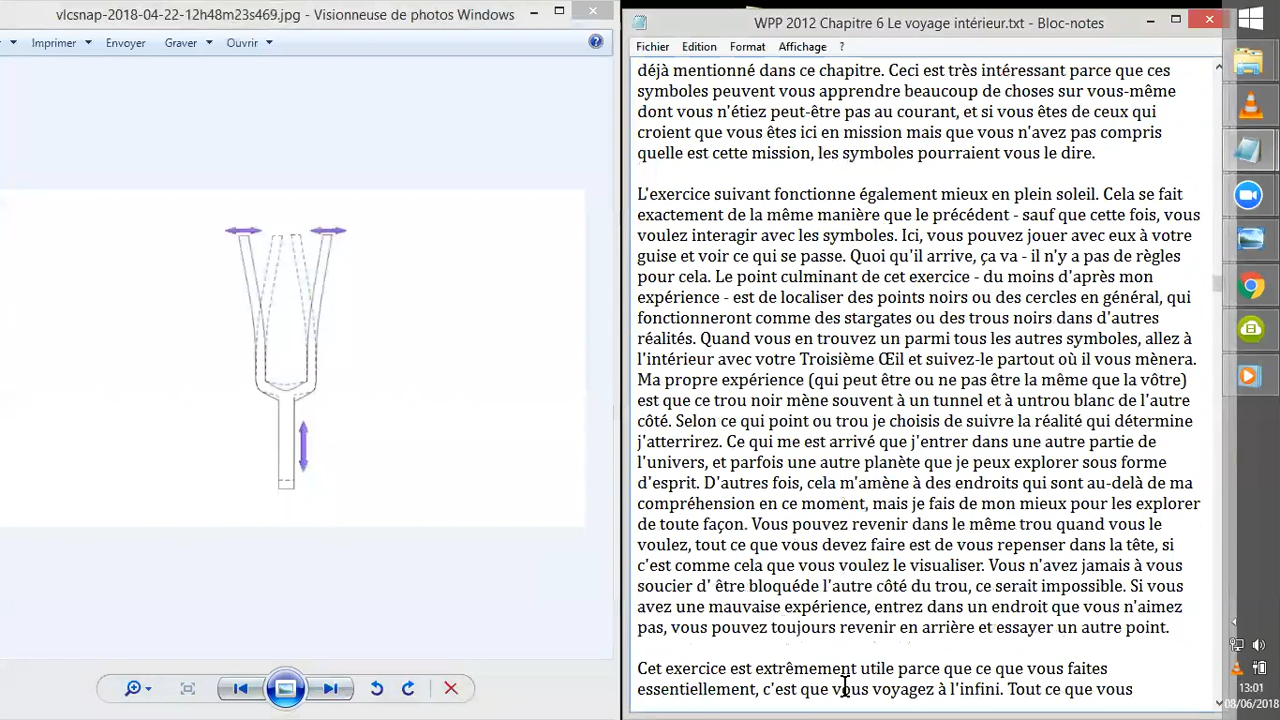 vlcsnap-2018-04-22-12h48m23s469.jpg - Visionneuse de photos Windows
Imprimer Envoyer Graver Ouvrir
WPP 2012 Chapitre 6 Le voyage intérieur.txt - Bloc-notes
Fichier Edition Format Affichage ?
déjà mentionné dans ce chapitre. Ceci est très intéressant parce que ces
symboles peuvent vous apprendre beaucoup de choses sur vous-même
dont vous n'étiez peut-être pas au courant, et si vous êtes de ceux qui
croient que vous êtes ici en mission mais que vous n'avez pas compris
quelle est cette mission, les symboles pourraient vous le dire.
L'exercice suivant fonctionne également mieux en plein soleil. Cela se fait
exactement de la même manière que le précédent - sauf que cette fois, vous
voulez interagir avec les symboles. Ici, vous pouvez jouer avec eux à votre
guise et voir ce qui se passe. Quoi qu'il arrive, ça va - il n'y a pas de règles
pour cela. Le point culminant de cet exercice - du moins d'après mon
expérience - est de localiser des points noirs ou des cercles en général, qui
fonctionneront comme des stargates ou des trous noirs dans d'autres
réalités. Quand vous en trouvez un parmi tous les autres symboles, allez à
l'intérieur avec votre Troisième Œil et suivez-le partout où il vous mènera.
Ma propre expérience (qui peut être ou ne pas être la même que la vôtre)
est que ce trou noir mène souvent à un tunnel et à untrou blanc de l'autre
côté. Selon ce qui point ou trou je choisis de suivre la réalité qui détermine
j'atterrirez. Ce qui me est arrivé que j'entrer dans une autre partie de
l'univers, et parfois une autre planète que je peux explorer sous forme
d'esprit. D'autres fois, cela m'amène à des endroits qui sont au-delà de ma
compréhension en ce moment, mais je fais de mon mieux pour les explorer
de toute façon. Vous pouvez revenir dans le même trou quand vous le
voulez, tout ce que vous devez faire est de vous repenser dans la tête, si
c'est comme cela que vous voulez le visualiser. Vous n'avez jamais à vous
soucier d' être bloquéde l'autre côté du trou, ce serait impossible. Si vous
avez une mauvaise expérience, entrez dans un endroit que vous n'aimez
pas, vous pouvez toujours revenir en arrière et essayer un autre point.
Cet exercice est extrêmement utile parce que ce que vous faites
essentiellement, c'est que vous voyagez à l'infini. Tout ce que vous
13:01
08/06/2018